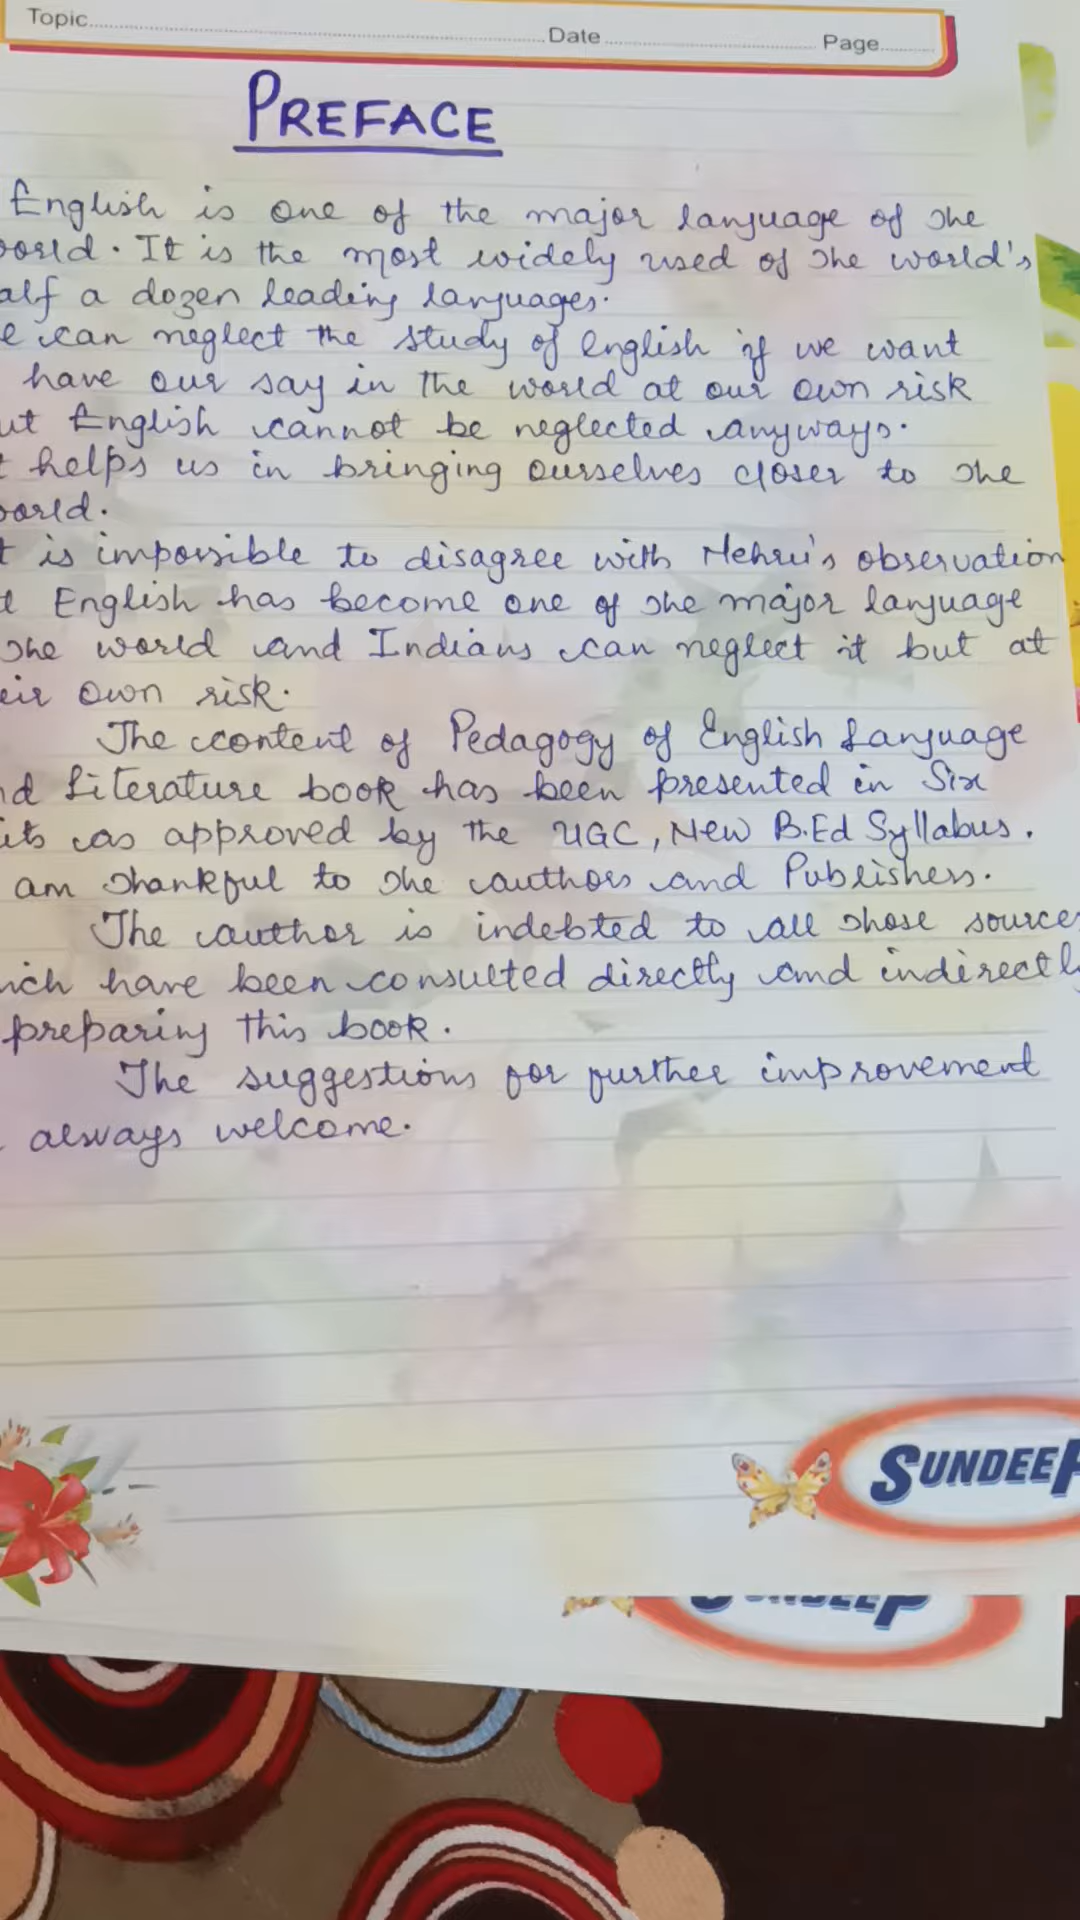 Topic Date Page
PREFACE
English is one of the major language of the
orld. It is the most widely used of the world's
alf a dozen leading languages.
e can neglect the study of English if we want
have our say in the world at our own risk
ut English cannot be neglected anyways.
t helps us in bringing ourselves closer to the
orld.
t is impossible to disagree with Nehru's observation
t English has become one of the major language
the world and Indians can neglect it but at
eir own risk.
The content of Pedagogy of English Language
nd Literature book has been presented in Six
its as approved by the UGC, New B.Ed Syllabus.
am thankful to the authors and Publishers.
The author is indebted to all those sources
ich have been consulted directly and indirectly
preparing this book.
The suggestions for further improvement
always welcome.
SUNDEEP
SUNDEEP